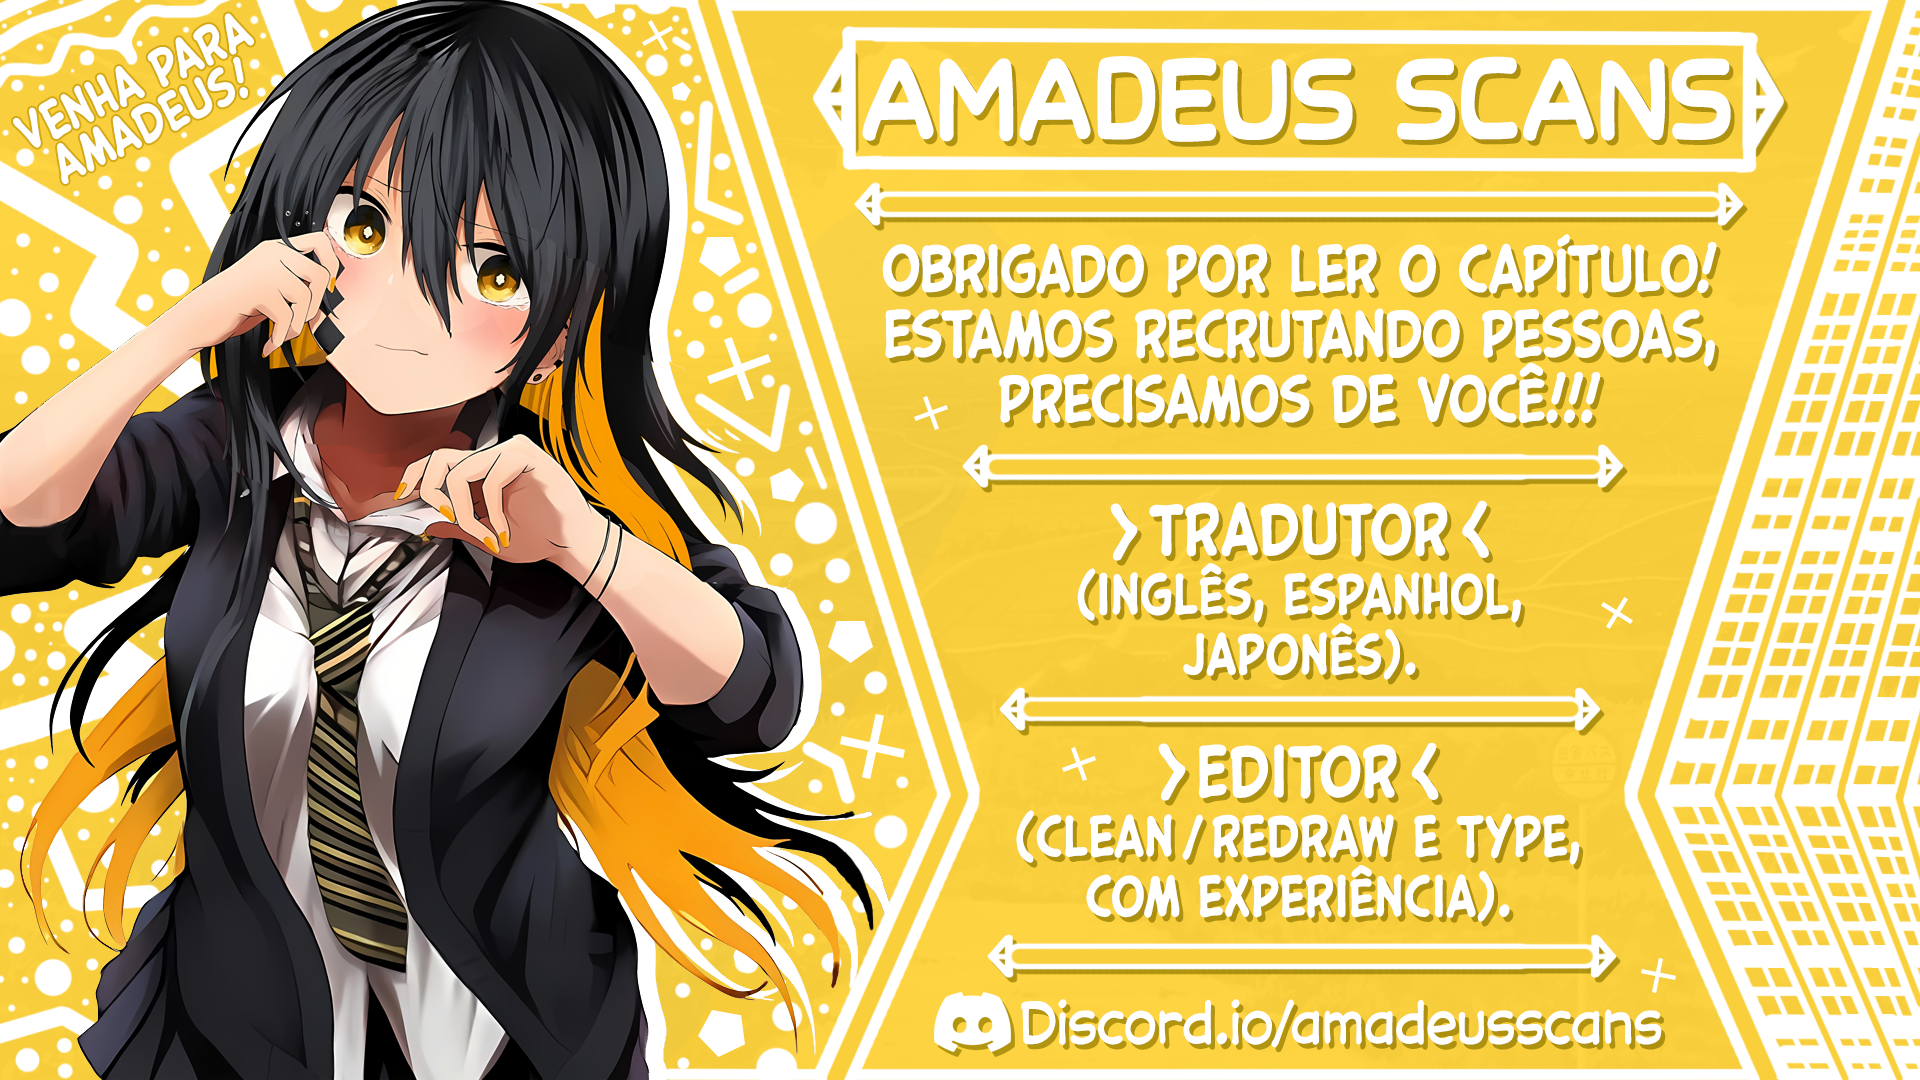 VENHA PARA
AMADEUS!
AMADEUS SCANS
OBRIGADO POR LER O CAPÍTULO!
ESTAMOS RECRUTANDO PESSOAS,
PRECISAMOS DE VOCÊ!!!
>TRADUTOR<
(INGLÊS, ESPANHOL,
JAPONÊS).
>EDITOR<
(CLEAN/REDRAW E TYPE,
COM EXPERIÊNCIA).
Discord.io/amadeusscans